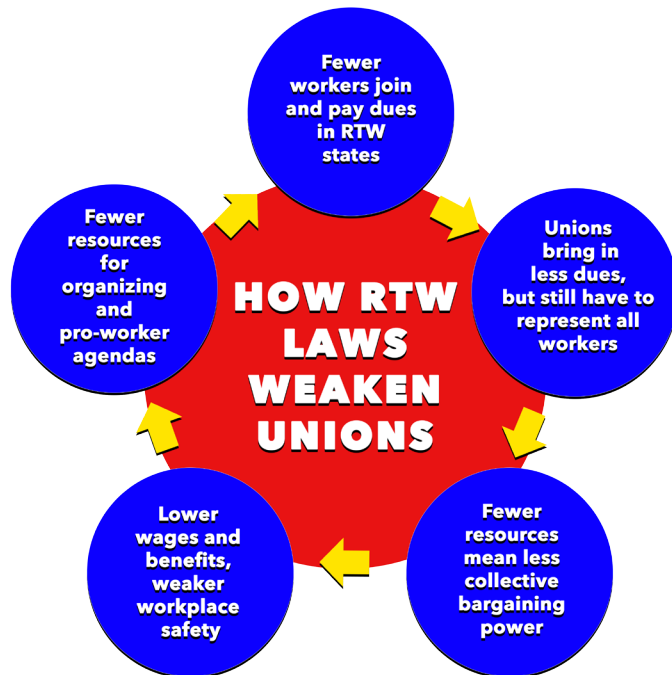 Fewer
workers join
and pay dues
in RTW
states
Unions
bring in
less dues,
but still have to
represent all
workers
Fewer
resources
mean less
collective
bargaining
power
Lower
wages and
benefits,
weaker
workplace
safety
Fewer
resources
for
organizing
and
pro-worker
agendas
HOW RTW
LAWS
WEAKEN
UNIONS